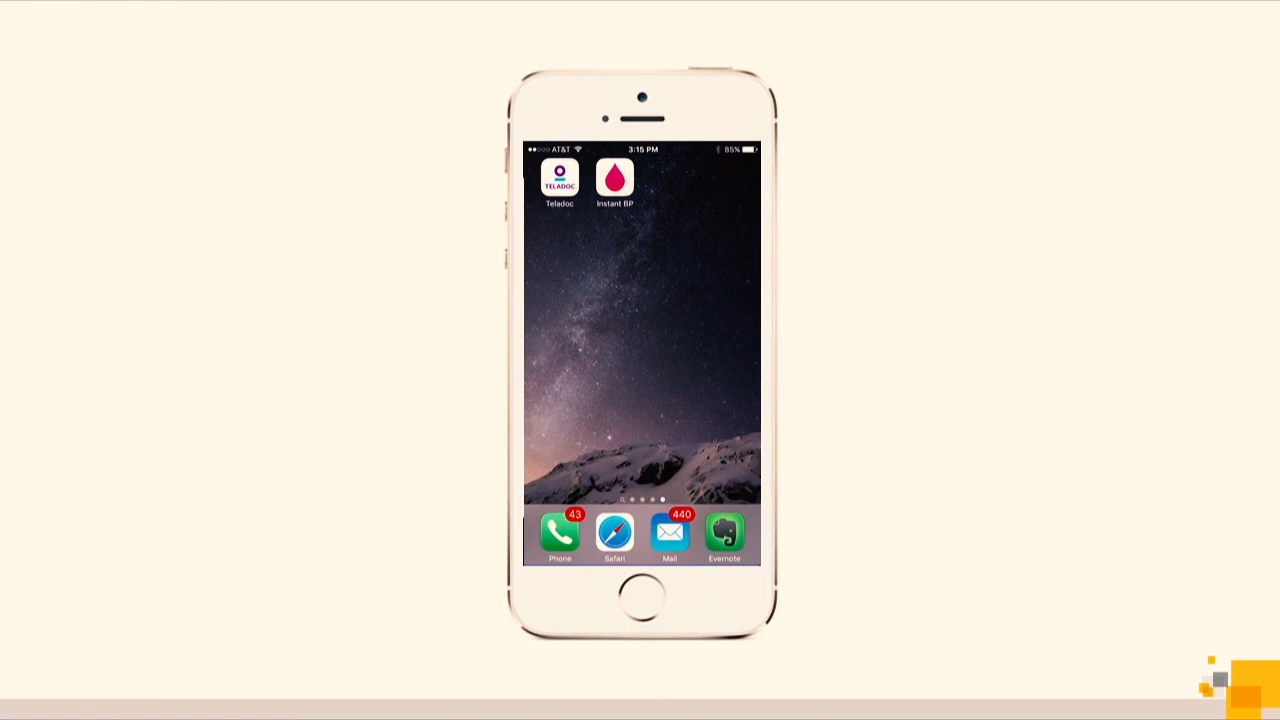 AT&T 3:15 PM 85%
TELADOC
Teladoc Instant BP
43 440
Phone Safari Mail Evernote